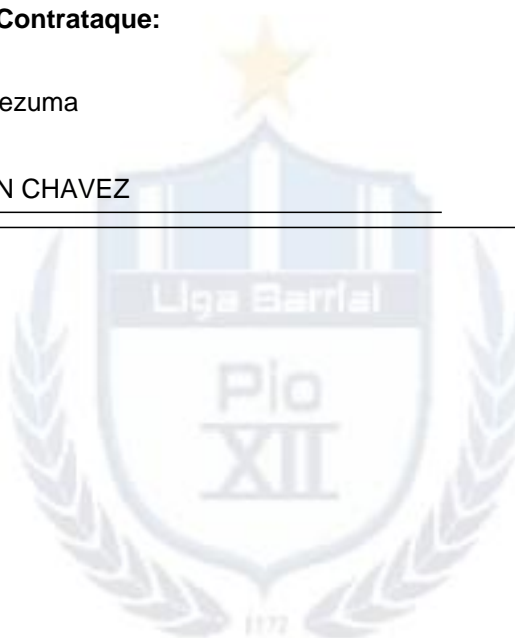 Contrataque:
ezuma
N CHAVEZ
Liga Barrial
Pio
XII